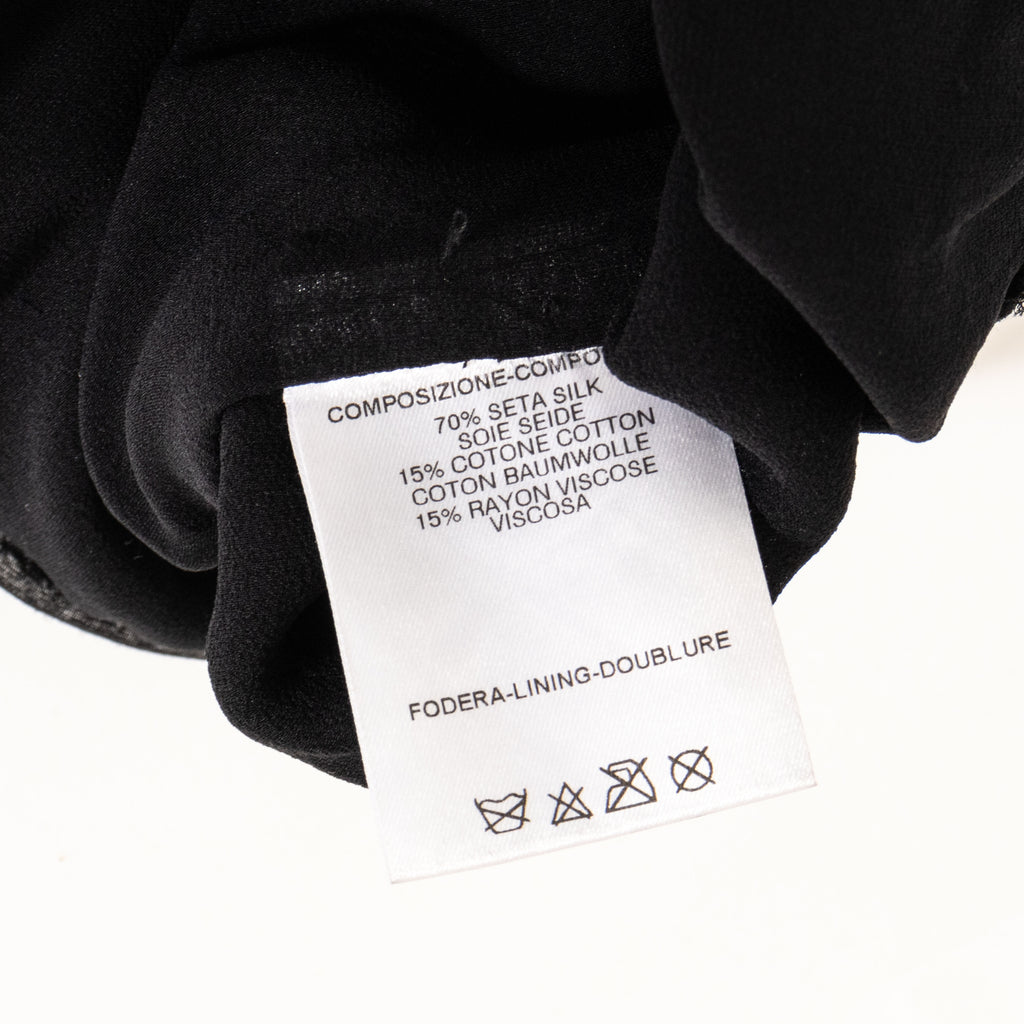 COMPOSIZIONE-COMPO
70% SETA SILK
SOIE SEIDE
15% COTONE COTTON
COTON BAUMWOLLE
15% RAYON VISCOSE
VISCOSA
FODERA-LINING-DOUBLURE